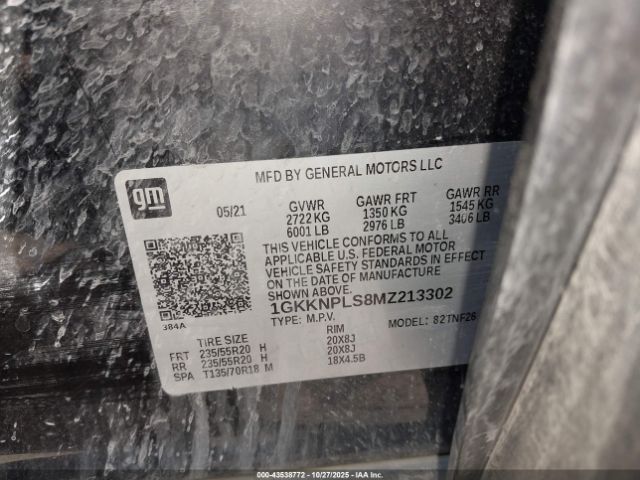 MFD BY GENERAL MOTORS LLC
gm
05/21
GVWR GAWR FRT GAWR RR
2722 KG 1350 KG 1545 KG
6001 LB 2976 LB 3406 LB
THIS VEHICLE CONFORMS TO ALL
APPLICABLE U.S. FEDERAL MOTOR
VEHICLE SAFETY STANDARDS IN EFFECT
ON THE DATE OF MANUFACTURE
SHOWN ABOVE.
1GKKNPLS8MZ213302
TYPE: M.P.V. MODEL: 82TNF26
384A
TIRE SIZE RIM
FRT 235/55R20 H 20X8J
RR 235/55R20 H 20X8J
SPA T135/70R18 M 18X4.5B
Stock No: 43538772 | 10/27/2025 | IAA, Inc. Copyright